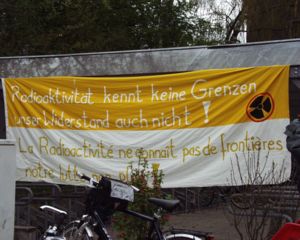 Radioaktivität kennt keine Grenzen
unser Widerstand auch nicht!
La Radioactivité ne connait pas de frontières
notre